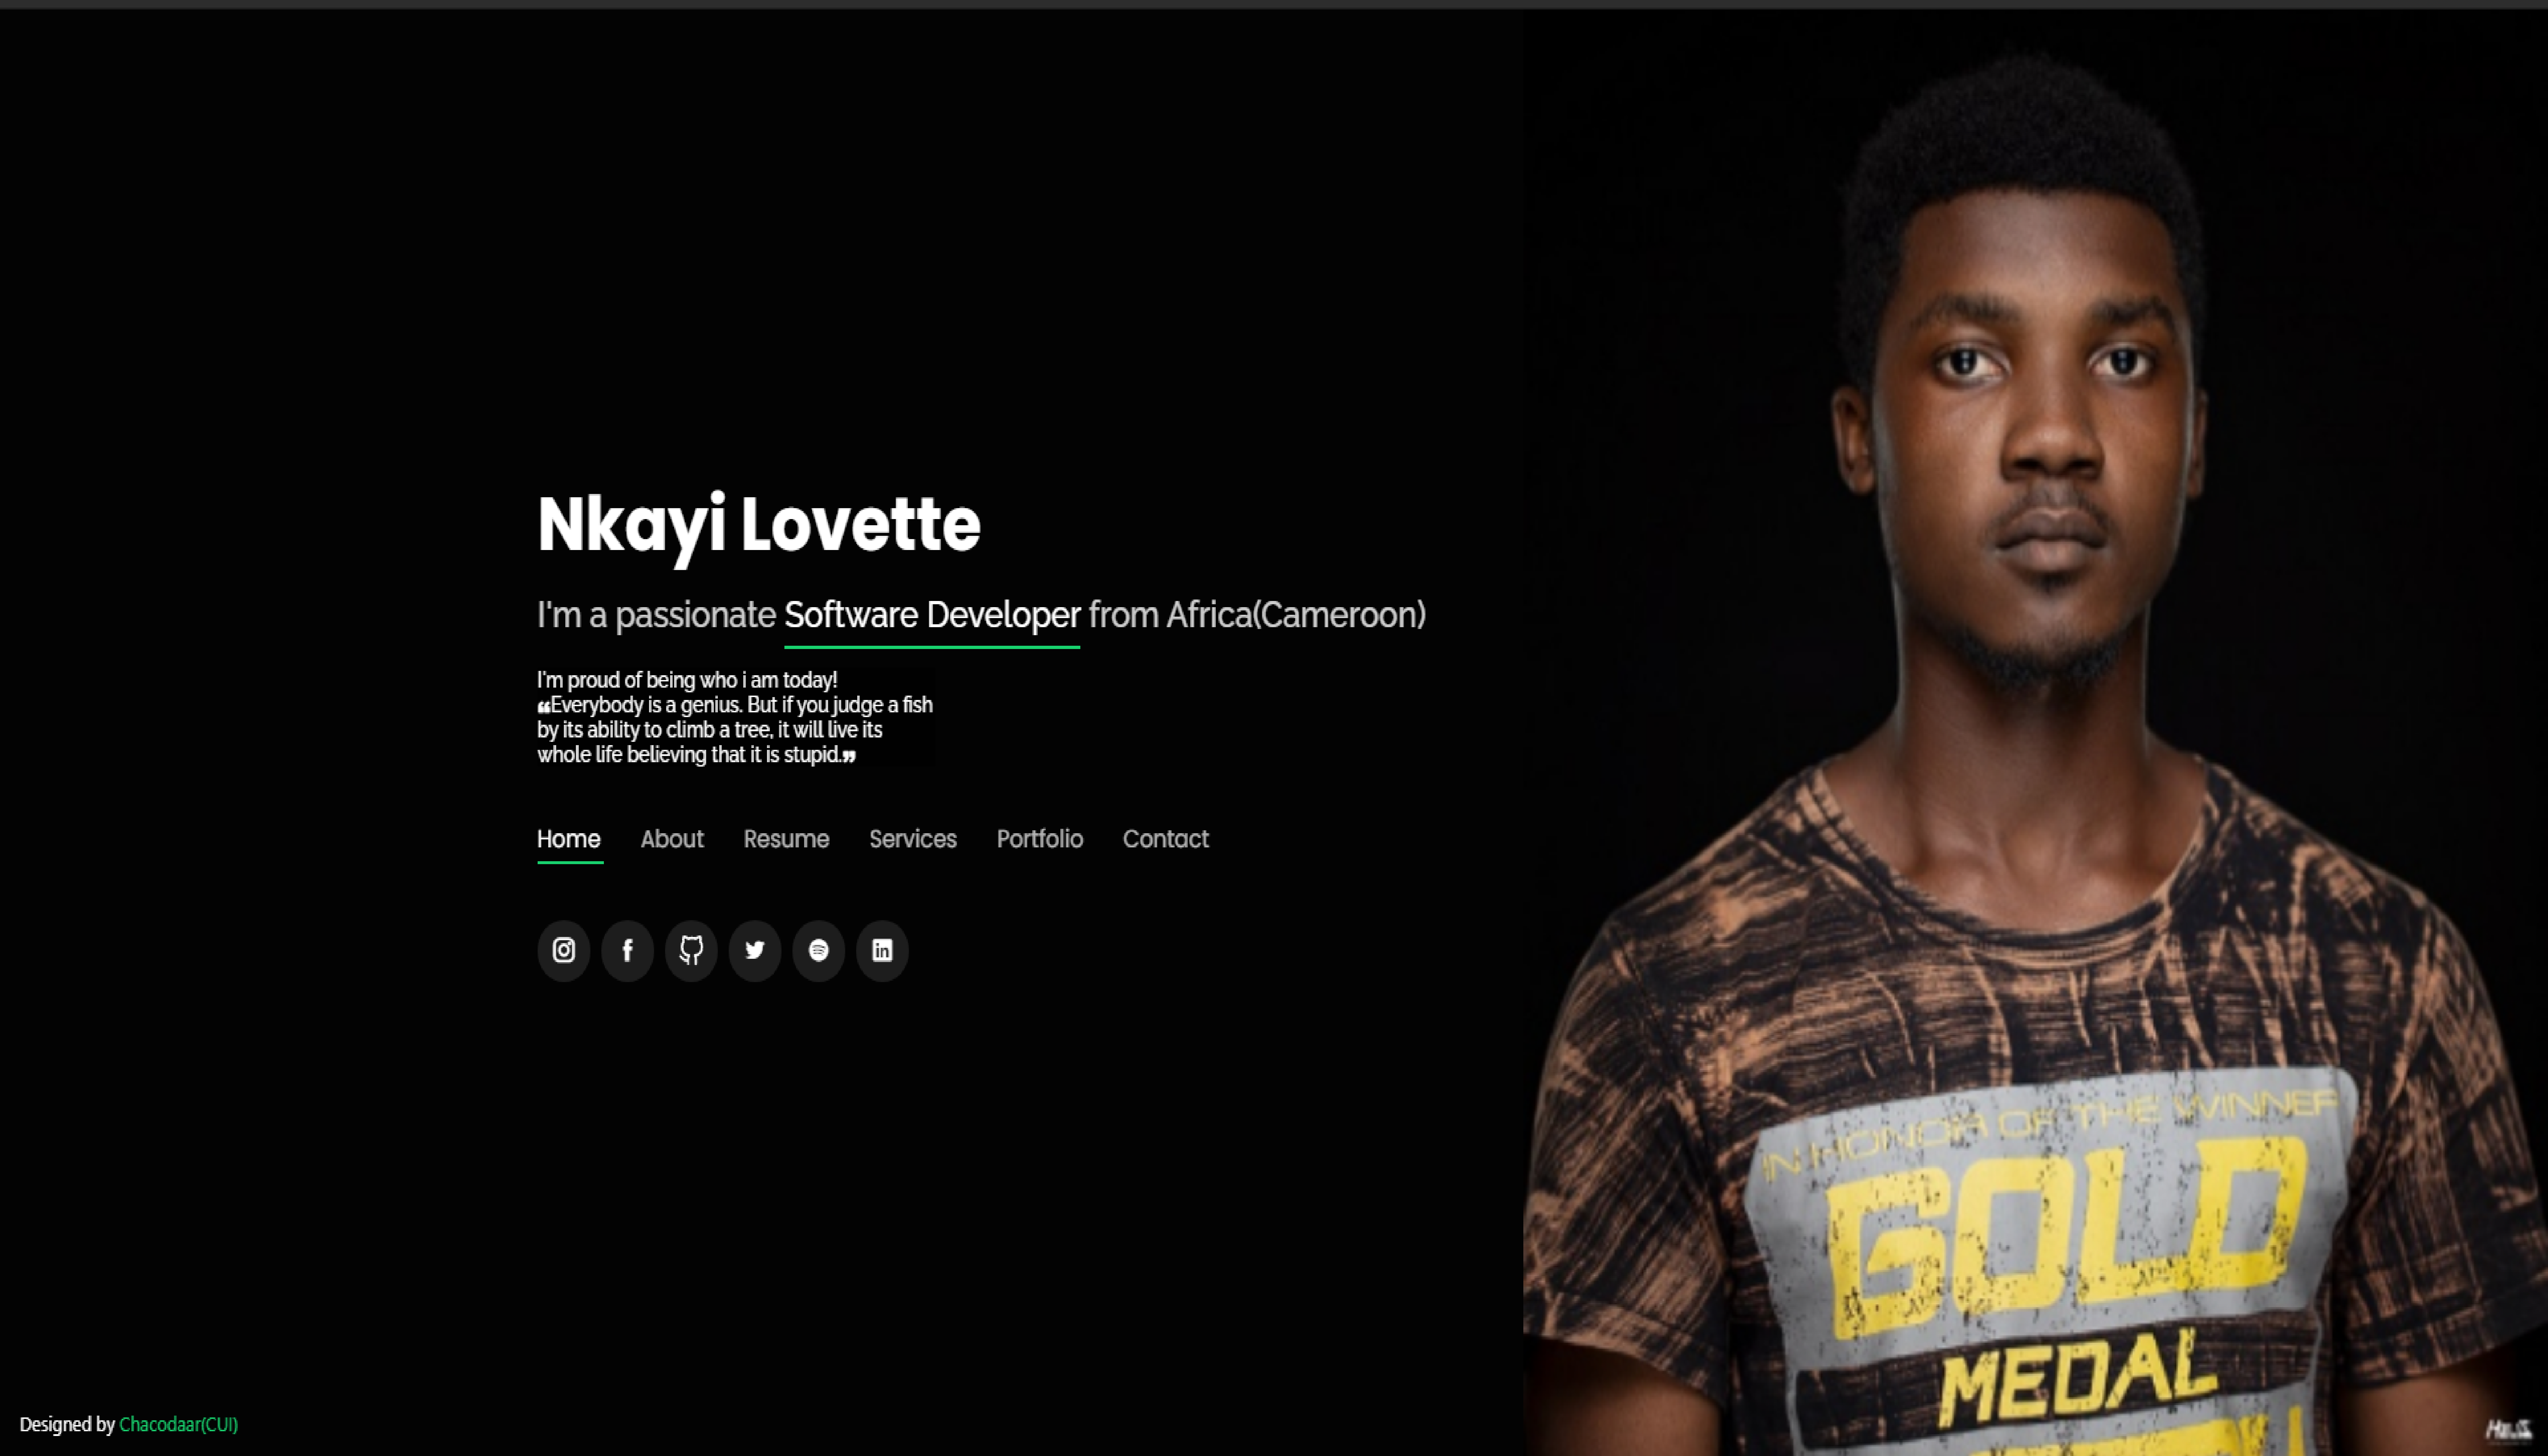 Nkayi Lovette
I'm a passionate Software Developer from Africa(Cameroon)
I'm proud of being who i am today!
❝Everybody is a genius. But if you judge a fish
by its ability to climb a tree, it will live its
whole life believing that it is stupid.❞
Home About Resume Services Portfolio Contact
IN HONOR OF THE WINNER
GOLD
MEDAL
Designed by Chacodaar(CUI)